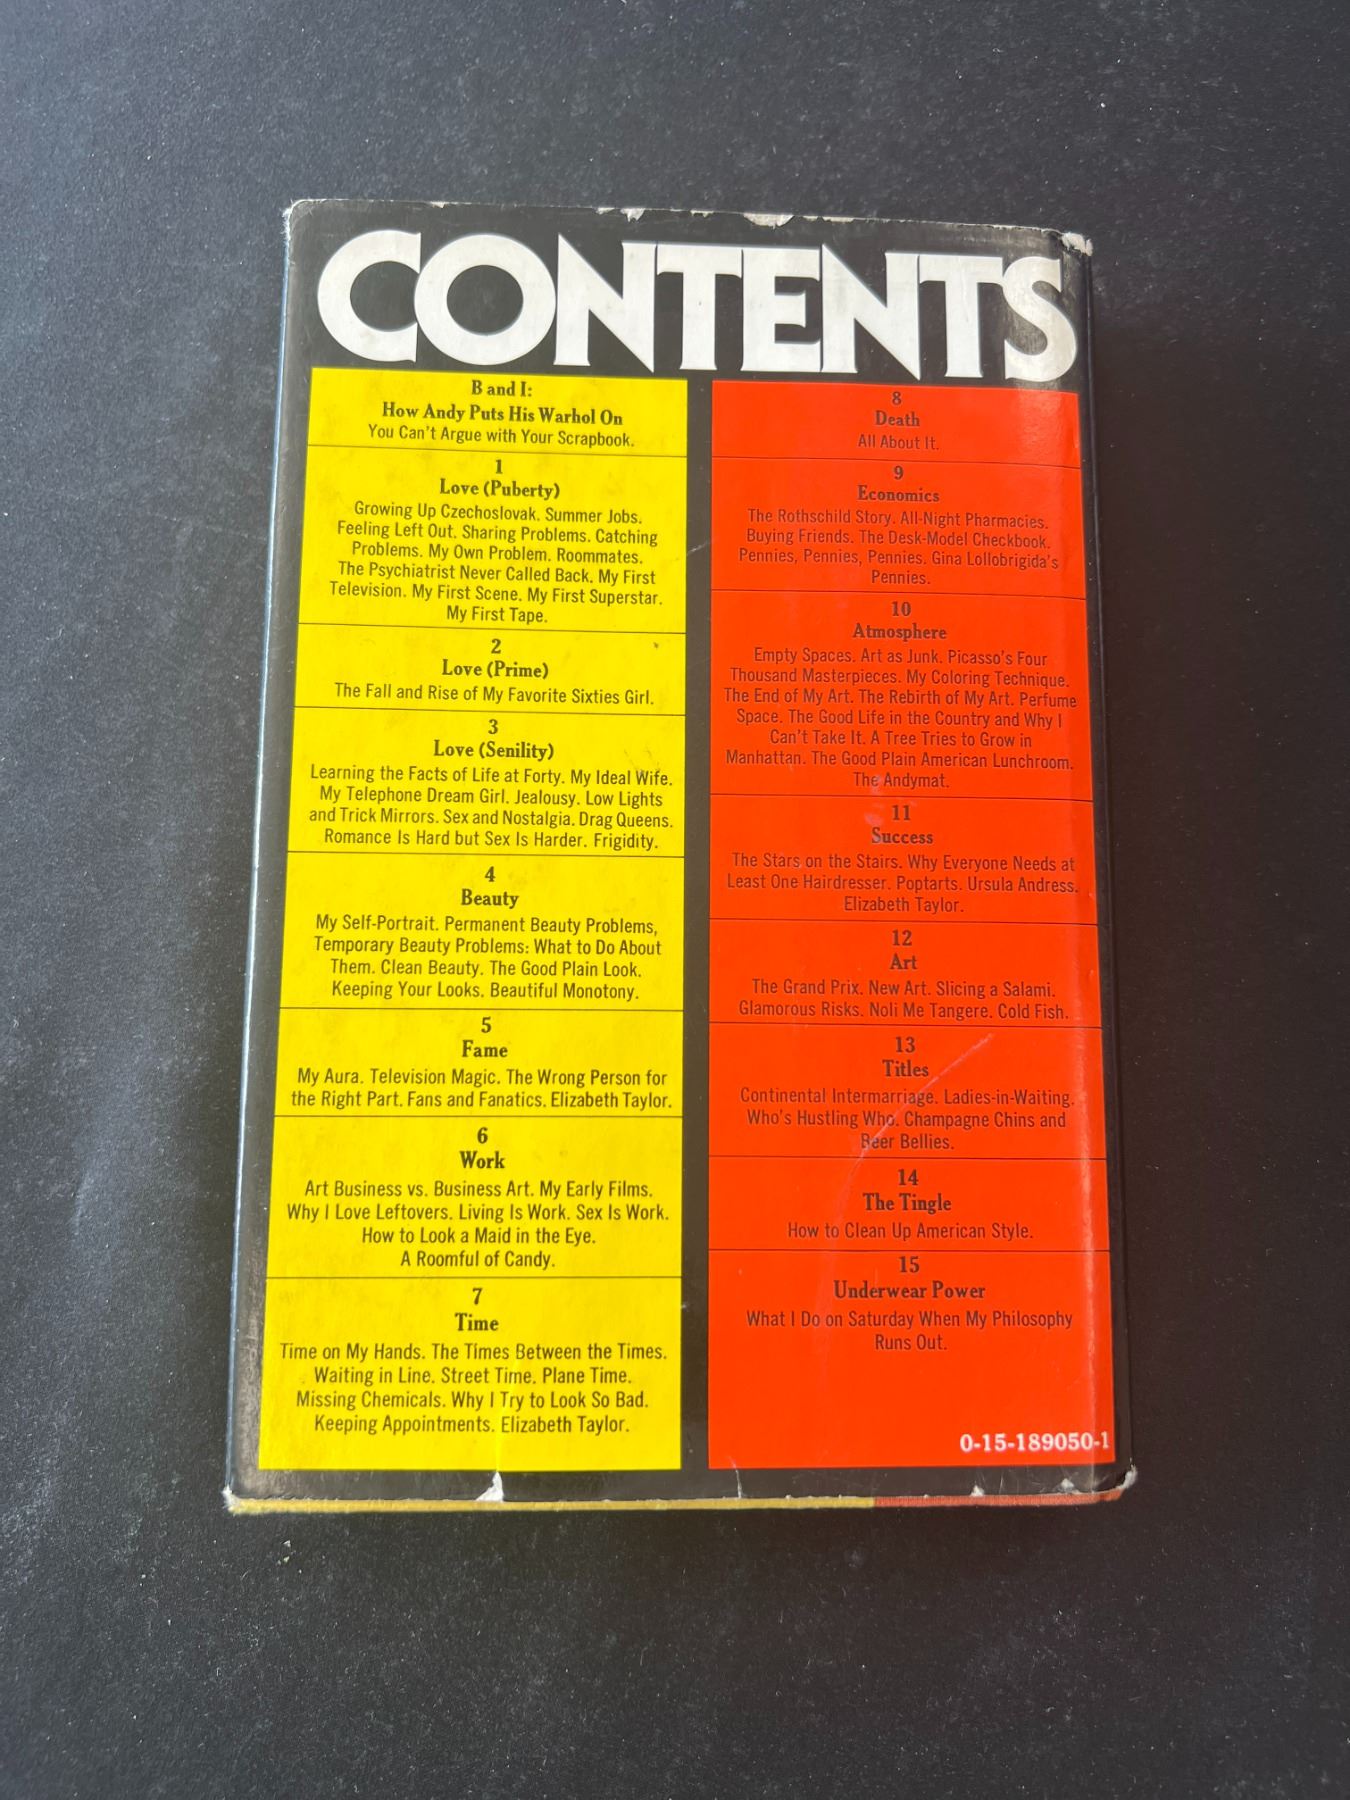 CONTENTS
B and I:
How Andy Puts His Warhol On
You Can't Argue with Your Scrapbook.
1
Love (Puberty)
Growing Up Czechoslovak. Summer Jobs.
Feeling Left Out. Sharing Problems. Catching
Problems. My Own Problem. Roommates.
The Psychiatrist Never Called Back. My First
Television. My First Scene. My First Superstar.
My First Tape.
2
Love (Prime)
The Fall and Rise of My Favorite Sixties Girl.
3
Love (Senility)
Learning the Facts of Life at Forty. My Ideal Wife.
My Telephone Dream Girl. Jealousy. Low Lights
and Trick Mirrors. Sex and Nostalgia. Drag Queens.
Romance Is Hard but Sex Is Harder. Frigidity.
4
Beauty
My Self-Portrait. Permanent Beauty Problems,
Temporary Beauty Problems: What to Do About
Them. Clean Beauty. The Good Plain Look.
Keeping Your Looks. Beautiful Monotony.
5
Fame
My Aura. Television Magic. The Wrong Person for
the Right Part. Fans and Fanatics. Elizabeth Taylor.
6
Work
Art Business vs. Business Art. My Early Films.
Why I Love Leftovers. Living Is Work. Sex Is Work.
How to Look a Maid in the Eye.
A Roomful of Candy.
7
Time
Time on My Hands. The Times Between the Times.
Waiting in Line. Street Time. Plane Time.
Missing Chemicals. Why I Try to Look So Bad.
Keeping Appointments. Elizabeth Taylor.
8
Death
All About It.
9
Economics
The Rothschild Story. All-Night Pharmacies.
Buying Friends. The Desk-Model Checkbook.
Pennies, Pennies, Pennies. Gina Lollobrigida's
Pennies.
10
Atmosphere
Empty Spaces. Art as Junk. Picasso's Four
Thousand Masterpieces. My Coloring Technique.
The End of My Art. The Rebirth of My Art. Perfume
Space. The Good Life in the Country and Why I
Can't Take It. A Tree Tries to Grow in
Manhattan. The Good Plain American Lunchroom.
The Andymat.
11
Success
The Stars on the Stairs. Why Everyone Needs at
Least One Hairdresser. Poptarts. Ursula Andress.
Elizabeth Taylor.
12
Art
The Grand Prix. New Art. Slicing a Salami.
Glamorous Risks. Noli Me Tangere. Cold Fish.
13
Titles
Continental Intermarriage. Ladies-in-Waiting.
Who's Hustling Who. Champagne Chins and
Beer Bellies.
14
The Tingle
How to Clean Up American Style.
15
Underwear Power
What I Do on Saturday When My Philosophy
Runs Out.
0-15-189050-1